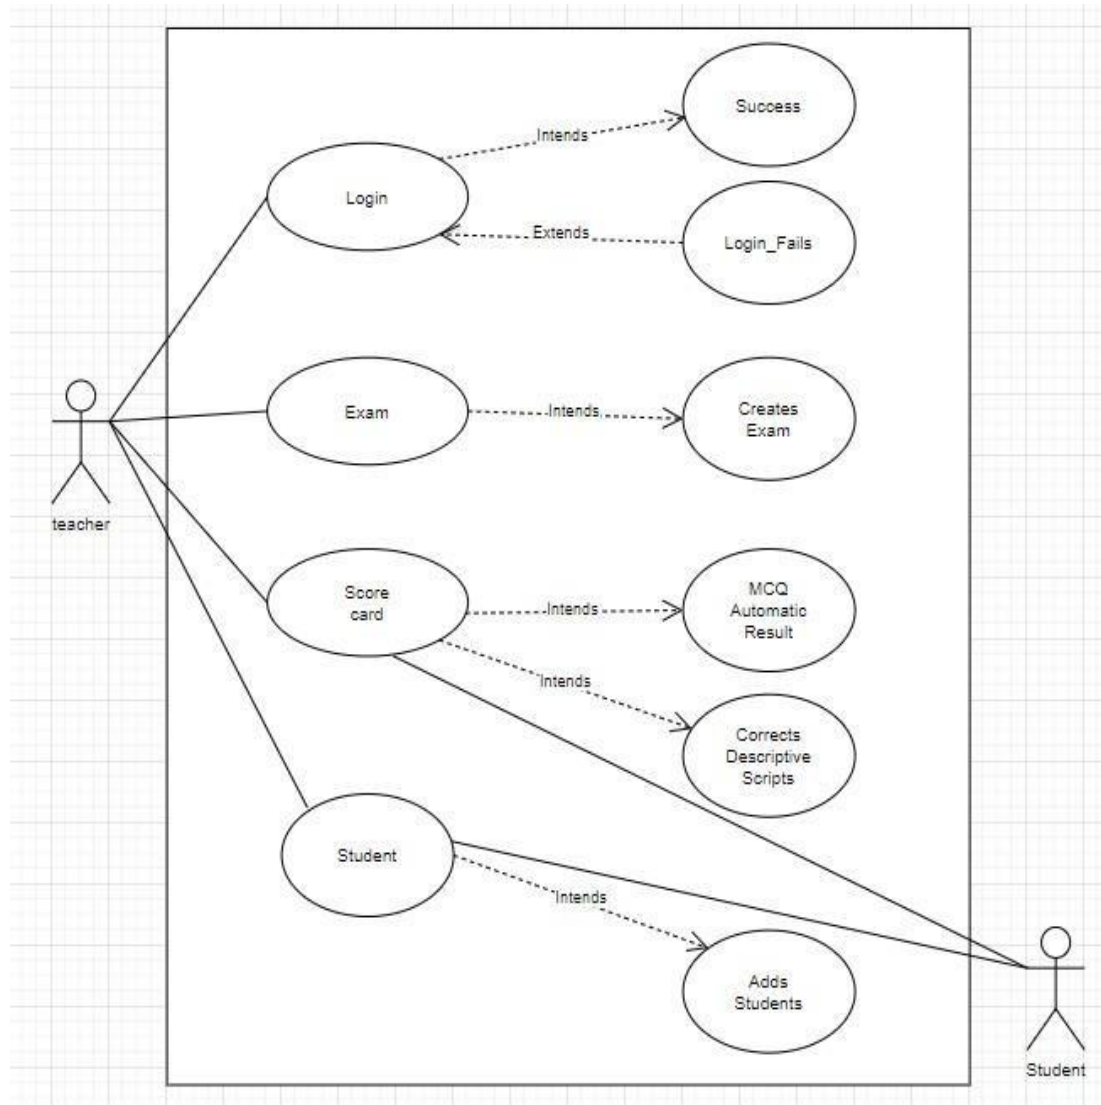 Success
Intends
Login
Extends
Login_Fails
Exam
Intends
Creates
Exam
teacher
Score
card
Intends
MCQ
Automatic
Result
Intends
Corrects
Descriptive
Scripts
Student
Intends
Adds
Students
Student